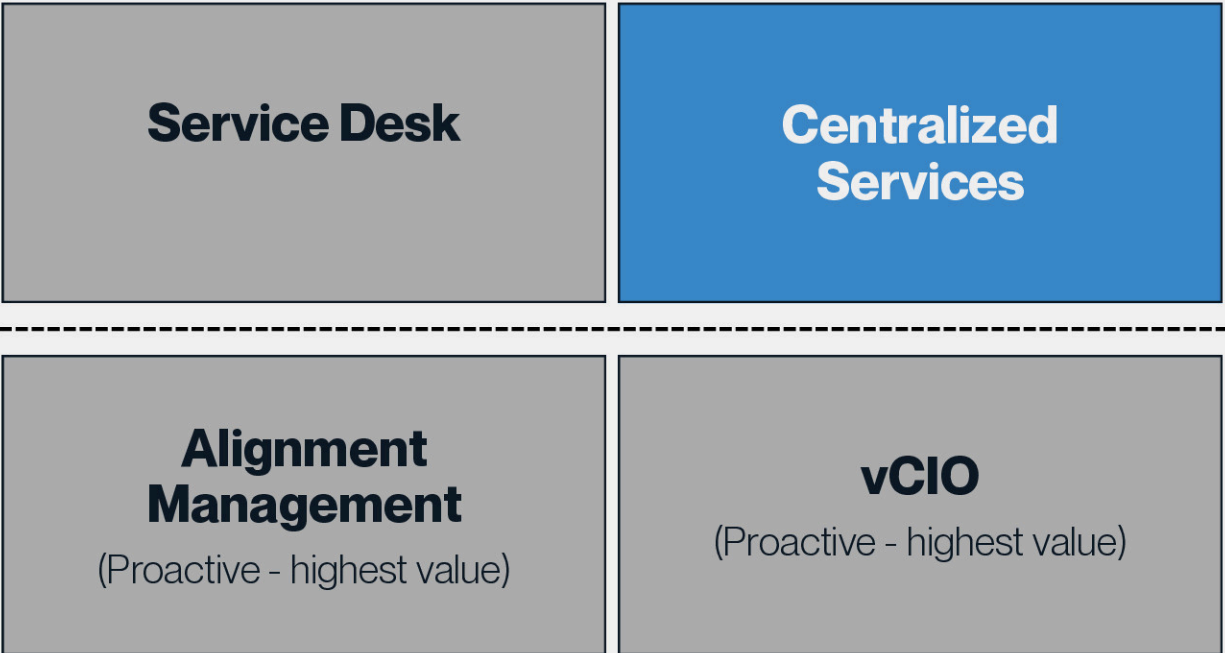 Service Desk
Centralized
Services
Alignment
Management
(Proactive - highest value)
vCIO
(Proactive - highest value)